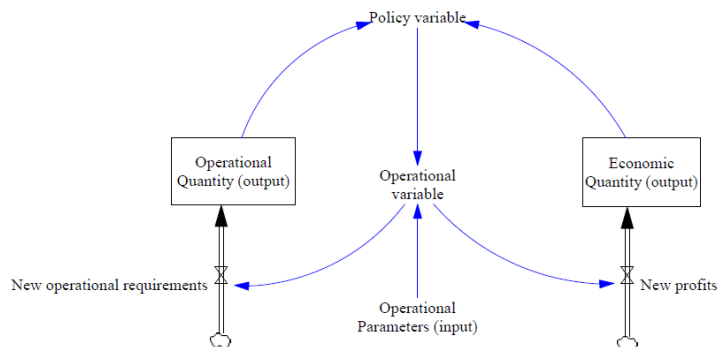 Policy variable
Operational
Quantity (output)
Operational
variable
Economic
Quantity (output)
New operational requirements
New profits
Operational
Parameters (input)